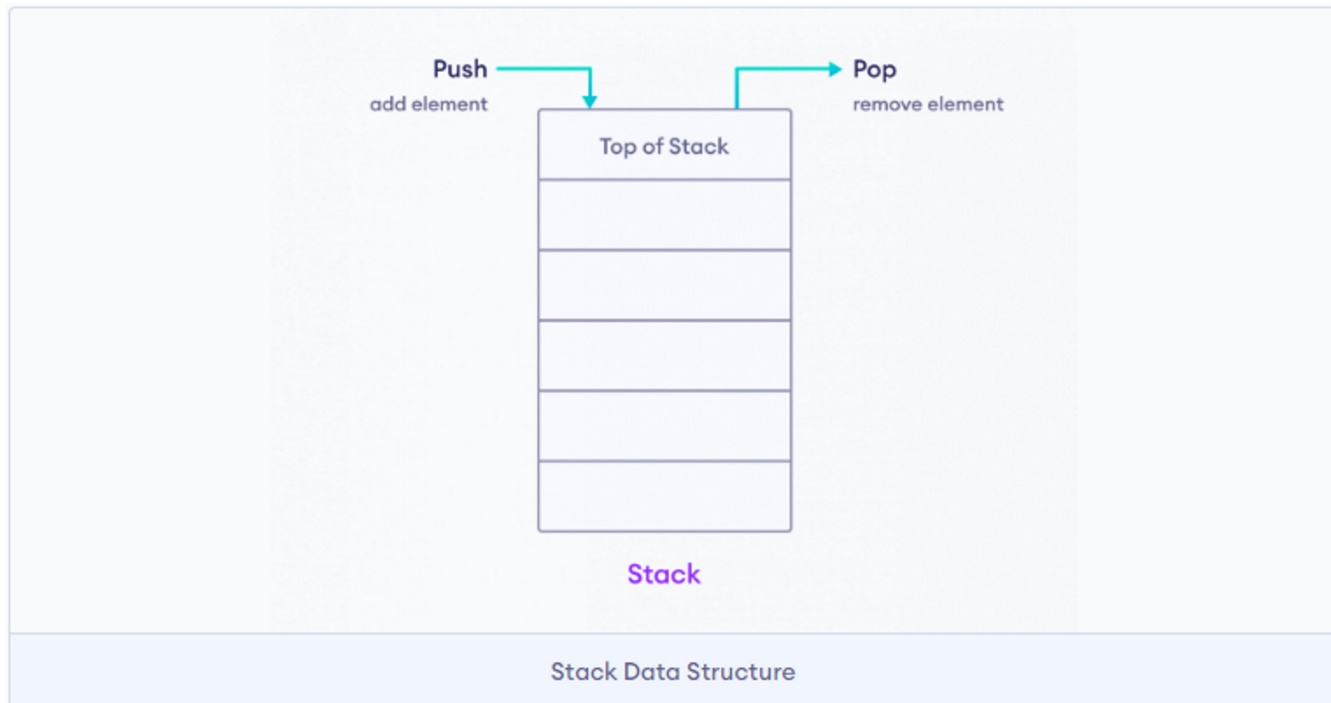 Push
add element
Pop
remove element
Top of Stack
Stack
Stack Data Structure